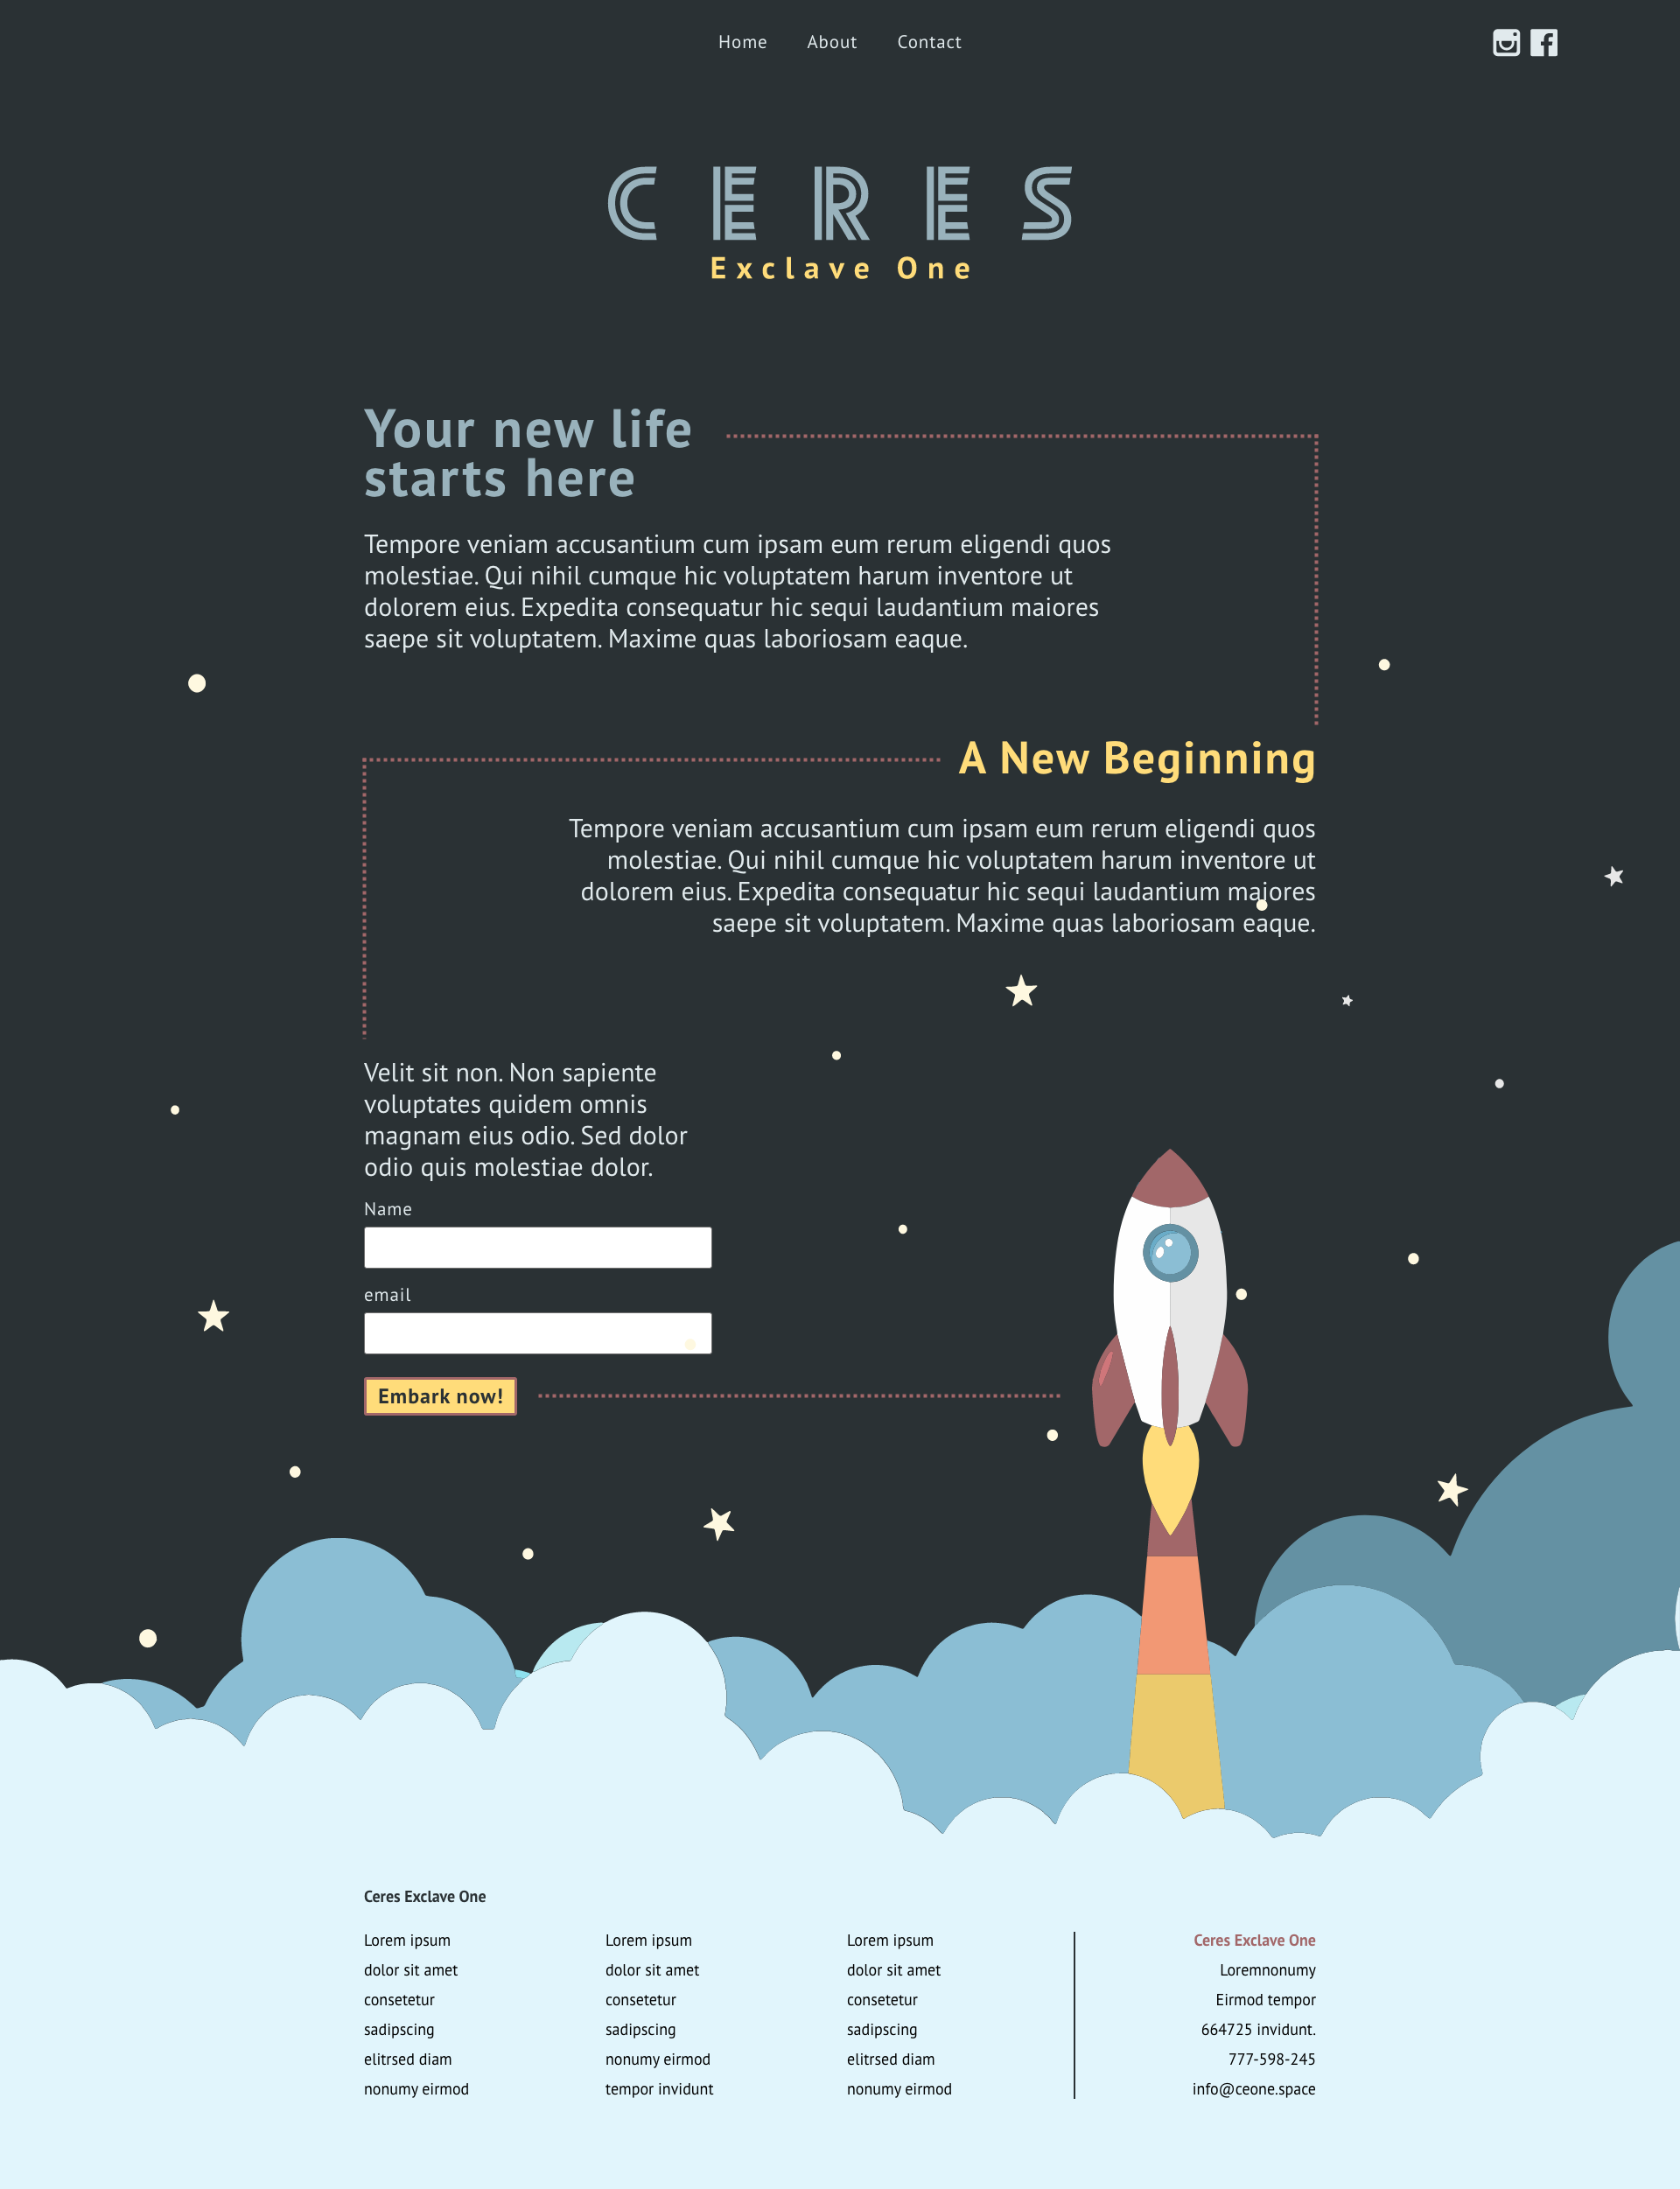 Home About Contact
CERES
Exclave One
Your new life
starts here
Tempore veniam accusantium cum ipsam eum rerum eligendi quos
molestiae. Qui nihil cumque hic voluptatem harum inventore ut
dolorem eius. Expedita consequatur hic sequi laudantium maiores
saepe sit voluptatem. Maxime quas laboriosam eaque.
A New Beginning
Tempore veniam accusantium cum ipsam eum rerum eligendi quos
molestiae. Qui nihil cumque hic voluptatem harum inventore ut
dolorem eius. Expedita consequatur hic sequi laudantium maiores
saepe sit voluptatem. Maxime quas laboriosam eaque.
Velit sit non. Non sapiente
voluptates quidem omnis
magnam eius odio. Sed dolor
odio quis molestiae dolor.
Name
email
Embark now!
Ceres Exclave One
Lorem ipsum
dolor sit amet
consetetur
sadipscing
elitrsed diam
nonumy eirmod
Lorem ipsum
dolor sit amet
consetetur
sadipscing
nonumy eirmod
tempor invidunt
Lorem ipsum
dolor sit amet
consetetur
sadipscing
elitrsed diam
nonumy eirmod
Ceres Exclave One
Loremnonumy
Eirmod tempor
664725 invidunt.
777-598-245
info@ceone.space